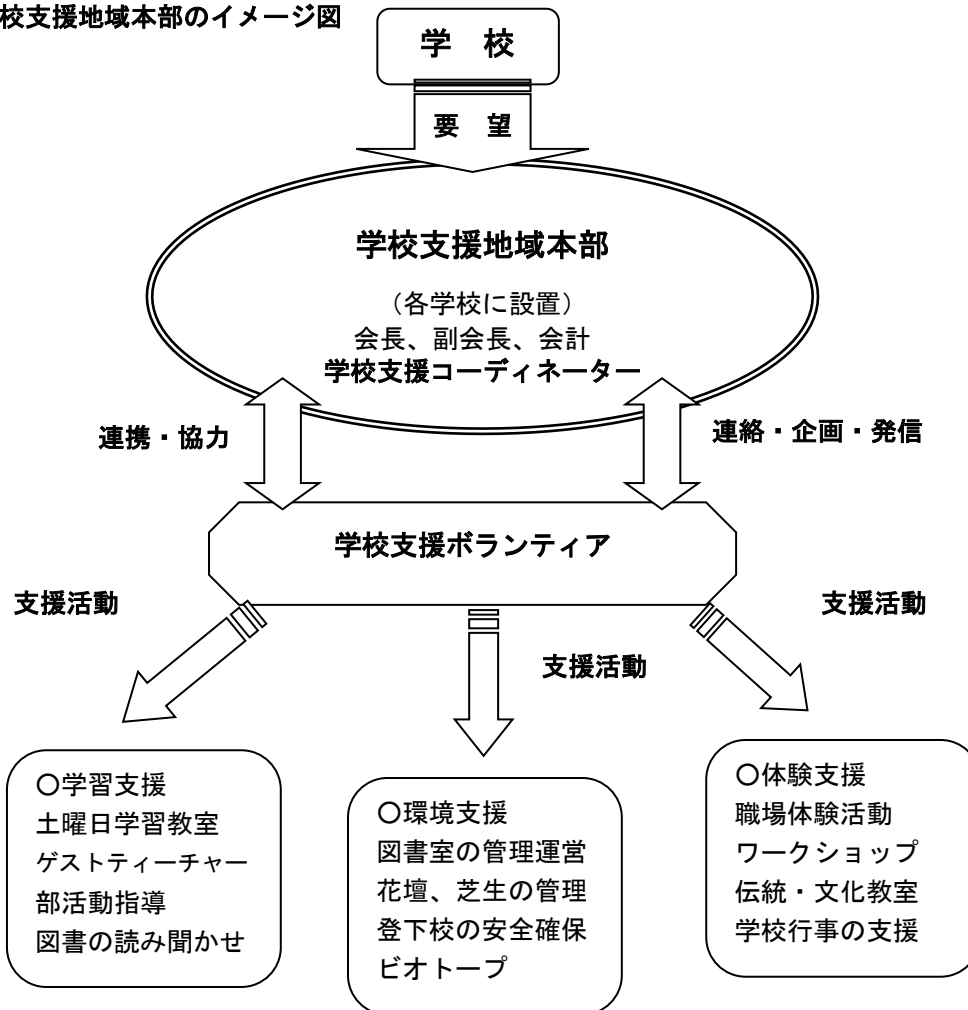 校支援地域本部のイメージ図
学 校
要 望
学校支援地域本部
（各学校に設置）
会長、副会長、会計
学校支援コーディネーター
連携・協力
連絡・企画・発信
学校支援ボランティア
支援活動
支援活動
支援活動
○学習支援
土曜日学習教室
ゲストティーチャー
部活動指導
図書の読み聞かせ
○環境支援
図書室の管理運営
花壇、芝生の管理
登下校の安全確保
ビオトープ
○体験支援
職場体験活動
ワークショップ
伝統・文化教室
学校行事の支援